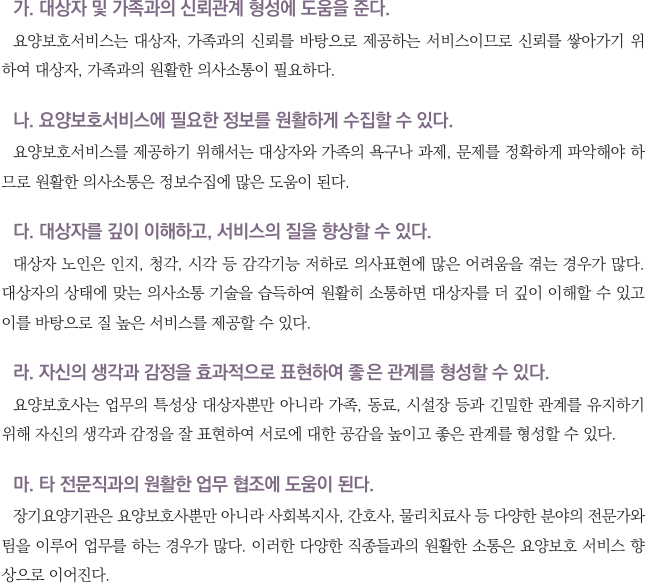 가. 대상자 및 가족과의 신뢰관계 형성에 도움을 준다.
요양보호서비스는 대상자, 가족과의 신뢰를 바탕으로 제공하는 서비스이므로 신뢰를 쌓아가기 위
하여 대상자, 가족과의 원활한 의사소통이 필요하다.
나. 요양보호서비스에 필요한 정보를 원활하게 수집할 수 있다.
요양보호서비스를 제공하기 위해서는 대상자와 가족의 욕구나 과제, 문제를 정확하게 파악해야 하
므로 원활한 의사소통은 정보수집에 많은 도움이 된다.
다. 대상자를 깊이 이해하고, 서비스의 질을 향상할 수 있다.
대상자 노인은 인지, 청각, 시각 등 감각기능 저하로 의사표현에 많은 어려움을 겪는 경우가 많다.
대상자의 상태에 맞는 의사소통 기술을 습득하여 원활히 소통하면 대상자를 더 깊이 이해할 수 있고
이를 바탕으로 질 높은 서비스를 제공할 수 있다.
라. 자신의 생각과 감정을 효과적으로 표현하여 좋은 관계를 형성할 수 있다.
요양보호사는 업무의 특성상 대상자뿐만 아니라 가족, 동료, 시설장 등과 긴밀한 관계를 유지하기
위해 자신의 생각과 감정을 잘 표현하여 서로에 대한 공감을 높이고 좋은 관계를 형성할 수 있다.
마. 타 전문직과의 원활한 업무 협조에 도움이 된다.
장기요양기관은 요양보호사뿐만 아니라 사회복지사, 간호사, 물리치료사 등 다양한 분야의 전문가와
팀을 이루어 업무를 하는 경우가 많다. 이러한 다양한 직종들과의 원활한 소통은 요양보호 서비스 향
상으로 이어진다.